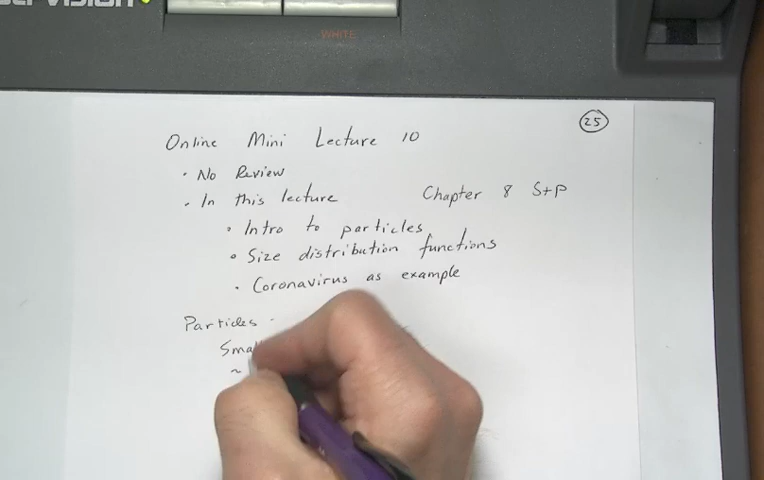 WHITE
25
Online Mini Lecture 10
• No Review
• In this lecture Chapter 8 S+P
• Intro to particles
• Size distribution functions
• Coronavirus as example
Particles -
~